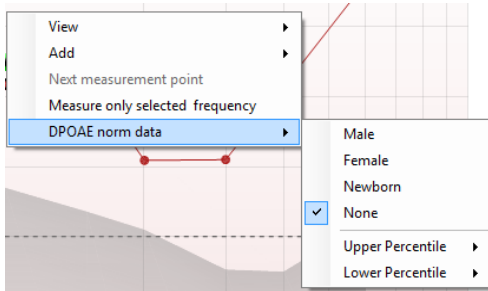 View
Add
Next measurement point
Measure only selected frequency
DPOAE norm data
Male
Female
Newborn
None
Upper Percentile
Lower Percentile